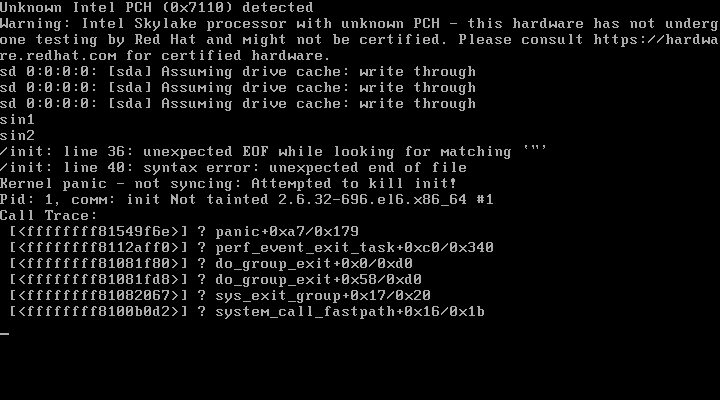 Unknown Intel PCH (0x7110) detected
Warning: Intel Skylake processor with unknown PCH - this hardware has not underg
one testing by Red Hat and might not be certified. Please consult https://hardwa
re.redhat.com for certified hardware.
sd 0:0:0:0: [sda] Assuming drive cache: write through
sd 0:0:0:0: [sda] Assuming drive cache: write through
sd 0:0:0:0: [sda] Assuming drive cache: write through
sin1
sin2
/init: line 36: unexpected EOF while looking for matching `"'
/init: line 40: syntax error: unexpected end of file
Kernel panic - not syncing: Attempted to kill init!
Pid: 1, comm: init Not tainted 2.6.32-696.el6.x86_64 #1
Call Trace:
 [<ffffffff81549f6e>] ? panic+0xa7/0x179
 [<ffffffff8112aff0>] ? perf_event_exit_task+0xc0/0x340
 [<ffffffff81081f80>] ? do_group_exit+0x0/0xd0
 [<ffffffff81081fd8>] ? do_group_exit+0x58/0xd0
 [<ffffffff81082067>] ? sys_exit_group+0x17/0x20
 [<ffffffff8100b0d2>] ? system_call_fastpath+0x16/0x1b
_